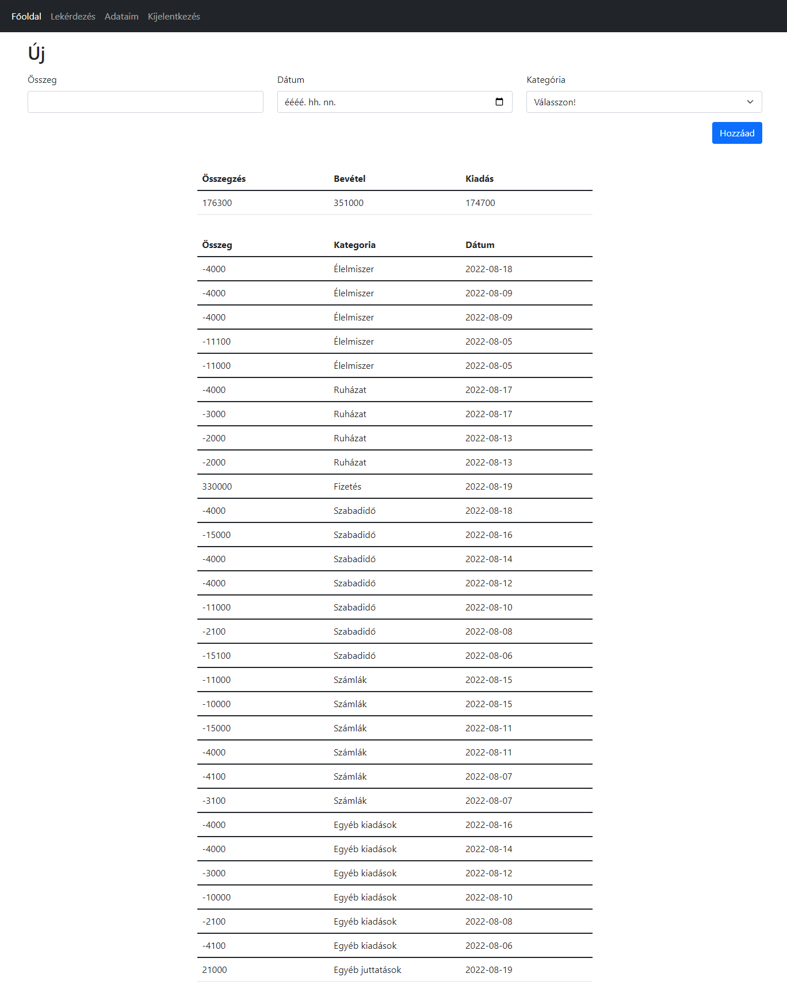 Főoldal Lekérdezés Adataim Kijelentkezés
Új
Összeg Dátum Kategória
éééé. hh. nn. Válasszon!
Hozzáad
Összegzés Bevétel Kiadás
176300 351000 174700
Összeg Kategoria Dátum
-4000 Élelmiszer 2022-08-18
-4000 Élelmiszer 2022-08-09
-4000 Élelmiszer 2022-08-09
-11100 Élelmiszer 2022-08-05
-11000 Élelmiszer 2022-08-05
-4000 Ruházat 2022-08-17
-3000 Ruházat 2022-08-17
-2000 Ruházat 2022-08-13
-2000 Ruházat 2022-08-13
330000 Fizetés 2022-08-19
-4000 Szabadidő 2022-08-18
-15000 Szabadidő 2022-08-16
-4000 Szabadidő 2022-08-14
-4000 Szabadidő 2022-08-12
-11000 Szabadidő 2022-08-10
-2100 Szabadidő 2022-08-08
-15100 Szabadidő 2022-08-06
-11000 Számlák 2022-08-15
-10000 Számlák 2022-08-15
-15000 Számlák 2022-08-11
-4000 Számlák 2022-08-11
-4100 Számlák 2022-08-07
-3100 Számlák 2022-08-07
-4000 Egyéb kiadások 2022-08-16
-4000 Egyéb kiadások 2022-08-14
-3000 Egyéb kiadások 2022-08-12
-10000 Egyéb kiadások 2022-08-10
-2100 Egyéb kiadások 2022-08-08
-4100 Egyéb kiadások 2022-08-06
21000 Egyéb juttatások 2022-08-19